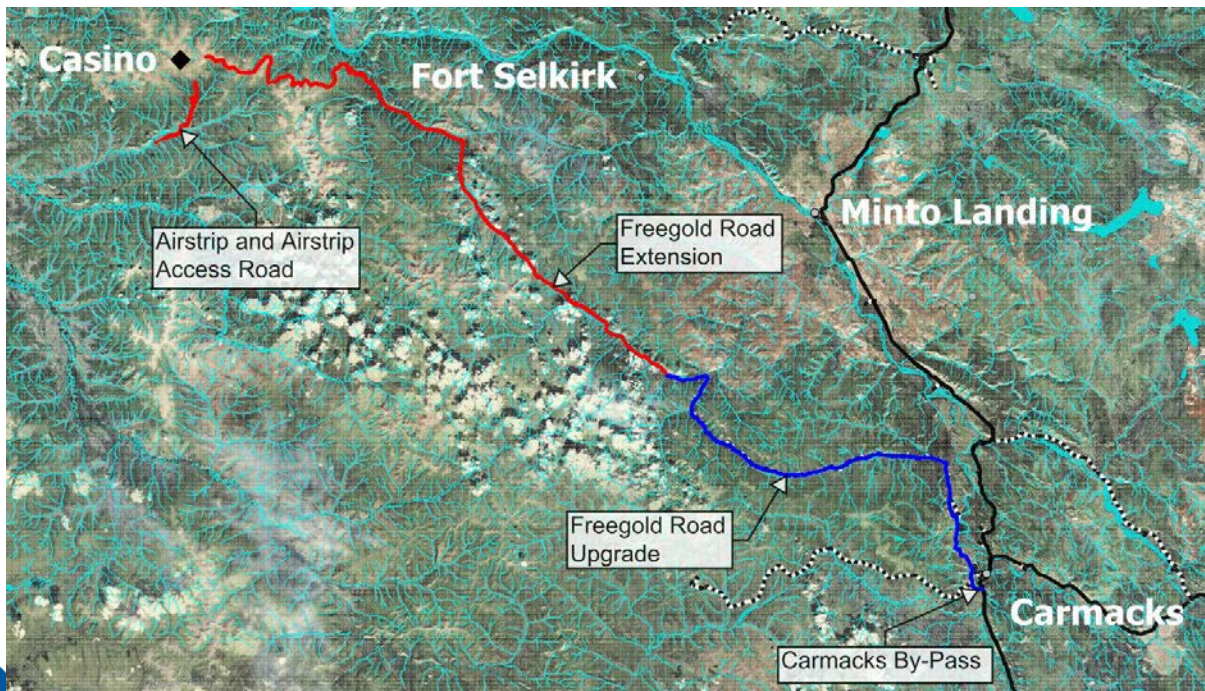 Casino
Fort Selkirk
Minto Landing
Freegold Road
Extension
Airstrip and Airstrip
Access Road
Freegold Road
Upgrade
Carmacks
Carmacks By-Pass